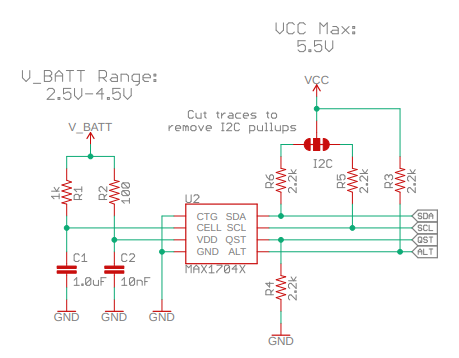 VCC Max:
5.5V
V_BATT Range:
2.5V-4.5V
VCC
Cut traces to
remove I2C pullups
V_BATT
I2C
1k
R1
R2
100
R6
2.2k
R5
2.2k
R3
2.2k
U2
CTG SDA
CELL SCL
VDD QST
GND ALT
MAX1704X
SDA
SCL
QST
ALT
C1
1.0uF
C2
10nF
R4
2.2k
GND
GND
GND
GND